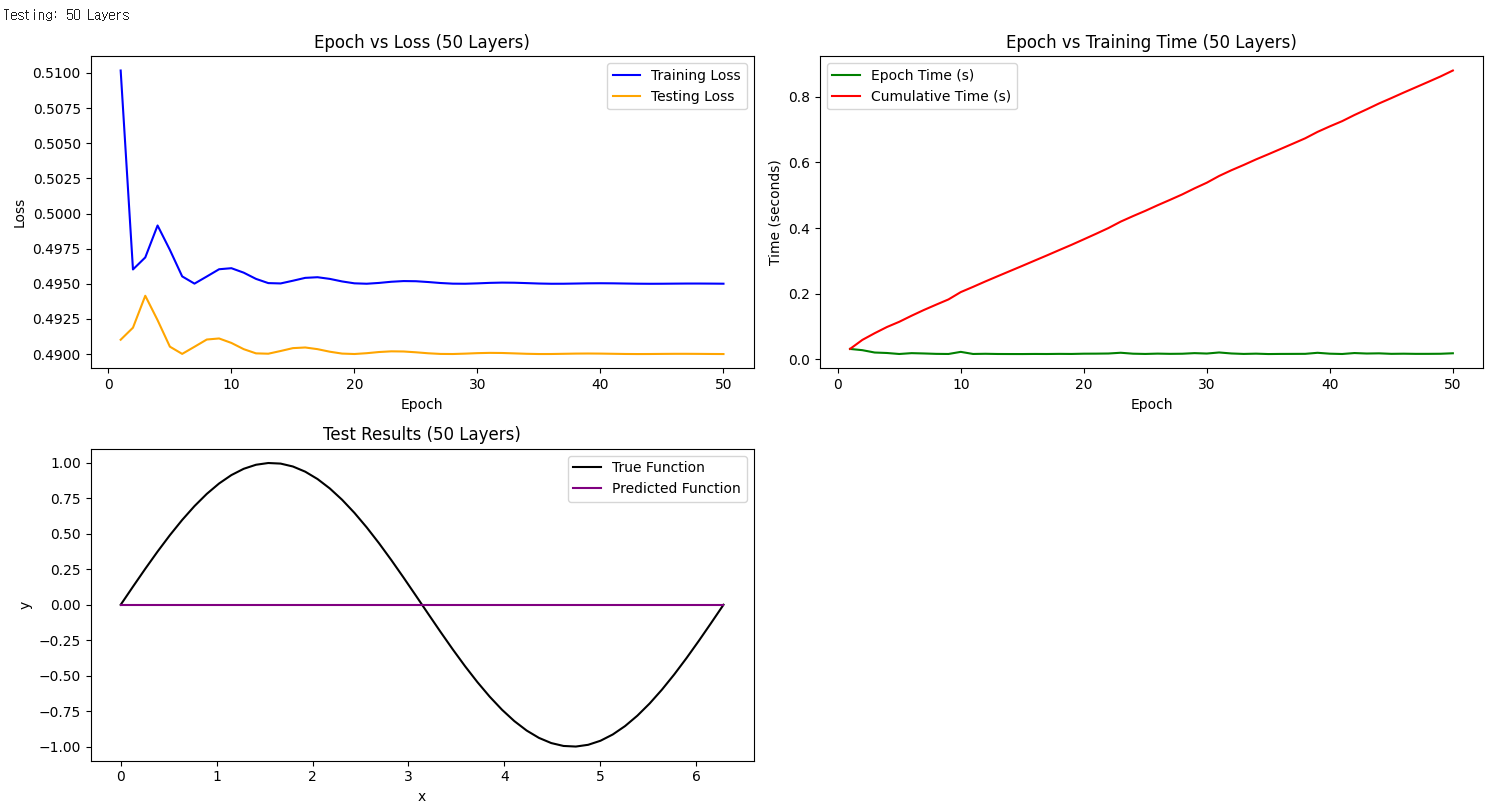 Testing: 50 Layers
Epoch vs Loss (50 Layers)
0.5100
0.5075
0.5050
0.5025
0.5000
0.4975
0.4950
0.4925
0.4900
Loss
Training Loss
Testing Loss
0 10 20 30 40 50
Epoch
Epoch vs Training Time (50 Layers)
0.8
0.6
0.4
0.2
0.0
Time (seconds)
Epoch Time (s)
Cumulative Time (s)
0 10 20 30 40 50
Epoch
Test Results (50 Layers)
1.00
0.75
0.50
0.25
0.00
−0.25
−0.50
−0.75
−1.00
y
True Function
Predicted Function
0 1 2 3 4 5 6
x